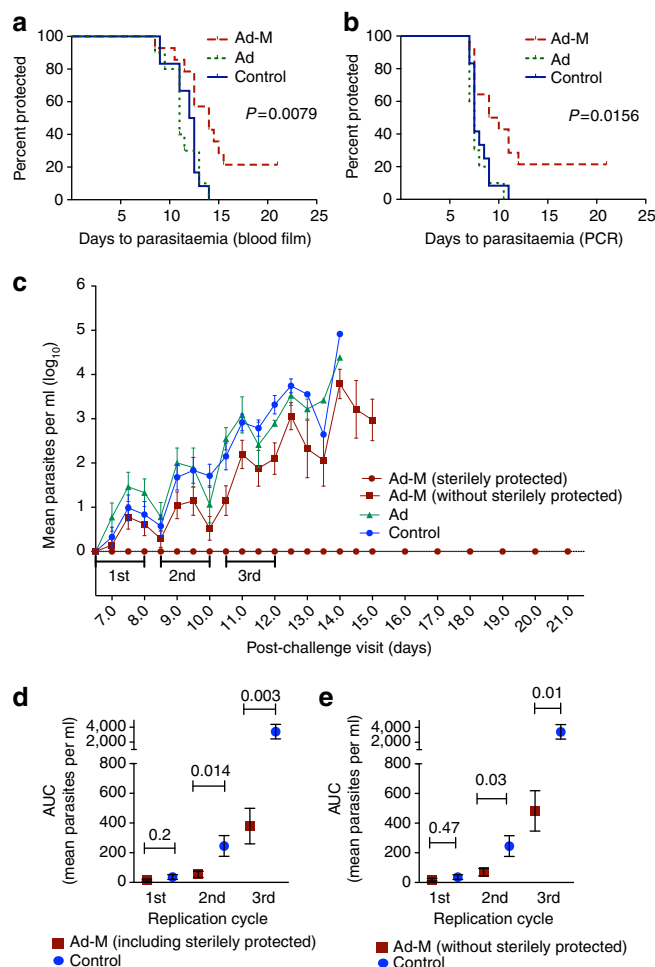 a
Percent protected
100
80
60
40
20
0
5
10
15
20
25
Days to parasitaemia (blood film)
Ad-M
Ad
Control
P=0.0079
b
Percent protected
100
80
60
40
20
0
5
10
15
20
25
Days to parasitaemia (PCR)
Ad-M
Ad
Control
P=0.0156
c
Mean parasites per ml (log10)
6
5
4
3
2
1
0
Ad-M (sterilely protected)
Ad-M (without sterilely protected)
Ad
Control
1st
2nd
3rd
7.0
8.0
9.0
10.0
11.0
12.0
13.0
14.0
15.0
16.0
17.0
18.0
19.0
20.0
21.0
Post-challenge visit (days)
d
AUC
(mean parasites per ml)
4,000
2,000
800
600
400
200
0
0.2
0.014
0.003
1st
2nd
3rd
Replication cycle
Ad-M (including sterilely protected)
Control
e
AUC
(mean parasites per ml)
4,000
2,000
800
600
400
200
0
0.47
0.03
0.01
1st
2nd
3rd
Replication cycle
Ad-M (without sterilely protected)
Control